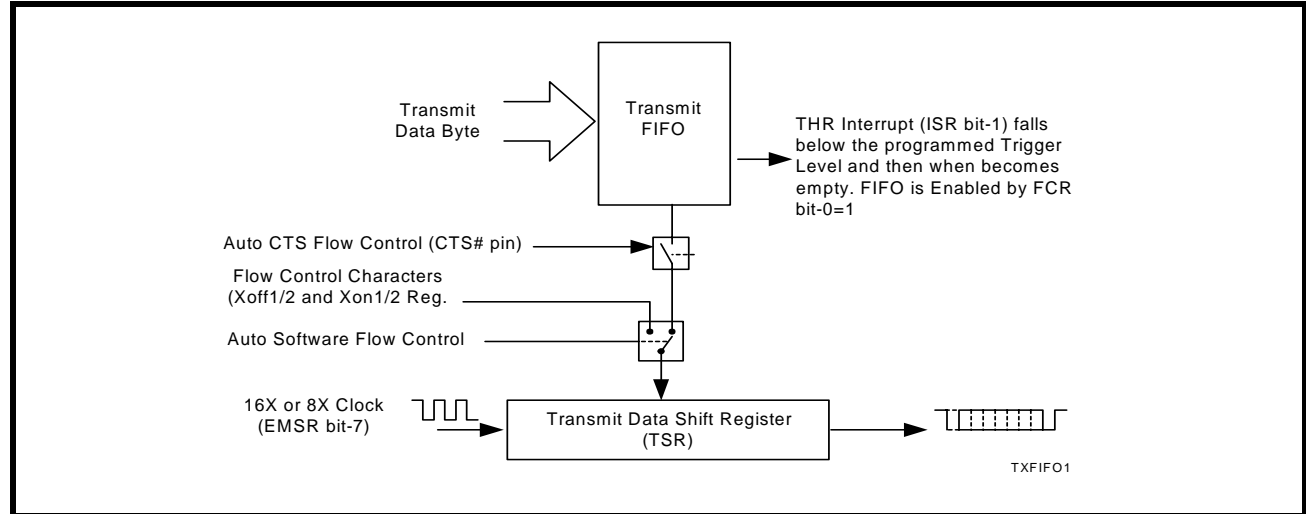 Transmit
Data Byte
Transmit
FIFO
THR Interrupt (ISR bit-1) falls
below the programmed Trigger
Level and then when becomes
empty. FIFO is Enabled by FCR
bit-0=1
Auto CTS Flow Control (CTS# pin)
Flow Control Characters
(Xoff1/2 and Xon1/2 Reg.
Auto Software Flow Control
16X or 8X Clock
(EMSR bit-7)
Transmit Data Shift Register
(TSR)
TXFIFO1